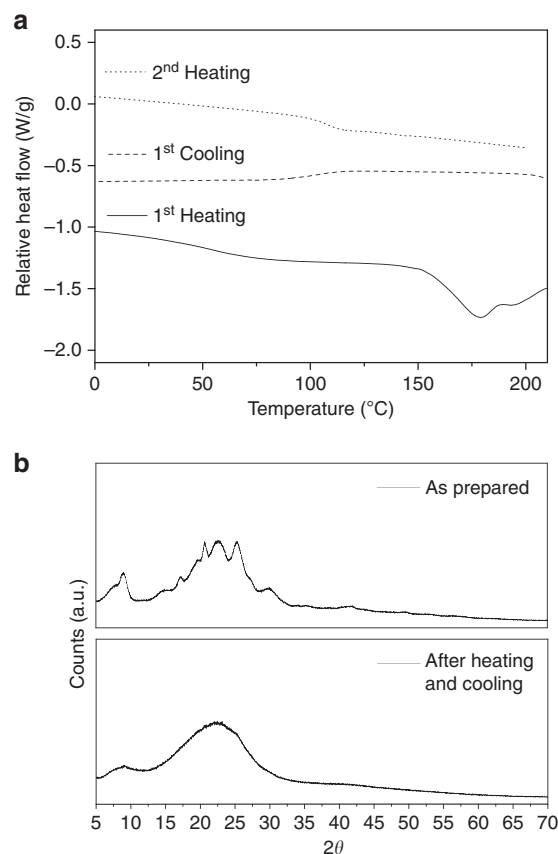 a
0.5
2nd Heating
0.0
1st Cooling
−0.5
1st Heating
−1.0
−1.5
−2.0
Relative heat flow (W/g)
0 50 100 150 200
Temperature (°C)
b
As prepared
Counts (a.u.)
After heating
and cooling
5 10 15 20 25 30 35 40 45 50 55 60 65 70
2θ